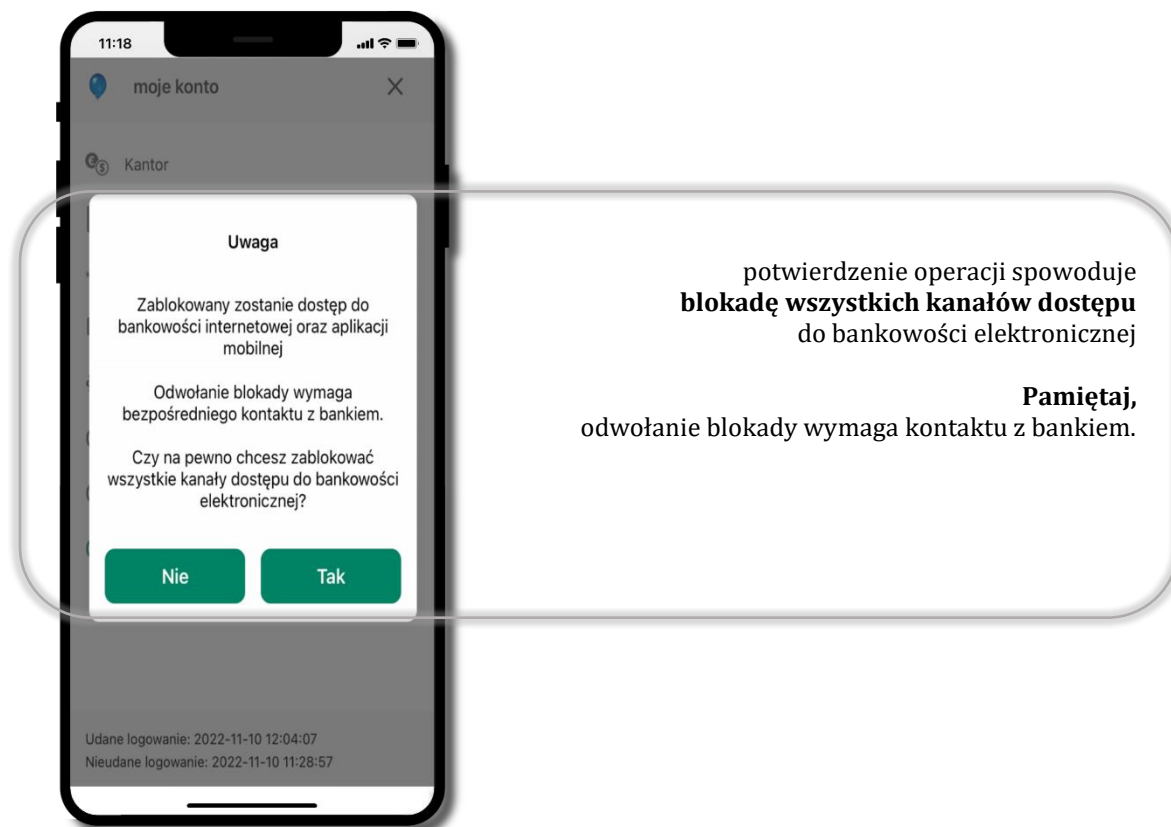 11:18
moje konto
Kantor
Uwaga
Zablokowany zostanie dostęp do
bankowości internetowej oraz aplikacji
mobilnej
Odwołanie blokady wymaga
bezpośredniego kontaktu z bankiem.
Czy na pewno chcesz zablokować
wszystkie kanały dostępu do bankowości
elektronicznej?
Nie
Tak
Udane logowanie: 2022-11-10 12:04:07
Nieudane logowanie: 2022-11-10 11:28:57
potwierdzenie operacji spowoduje
blokadę wszystkich kanałów dostępu
do bankowości elektronicznej
Pamiętaj,
odwołanie blokady wymaga kontaktu z bankiem.